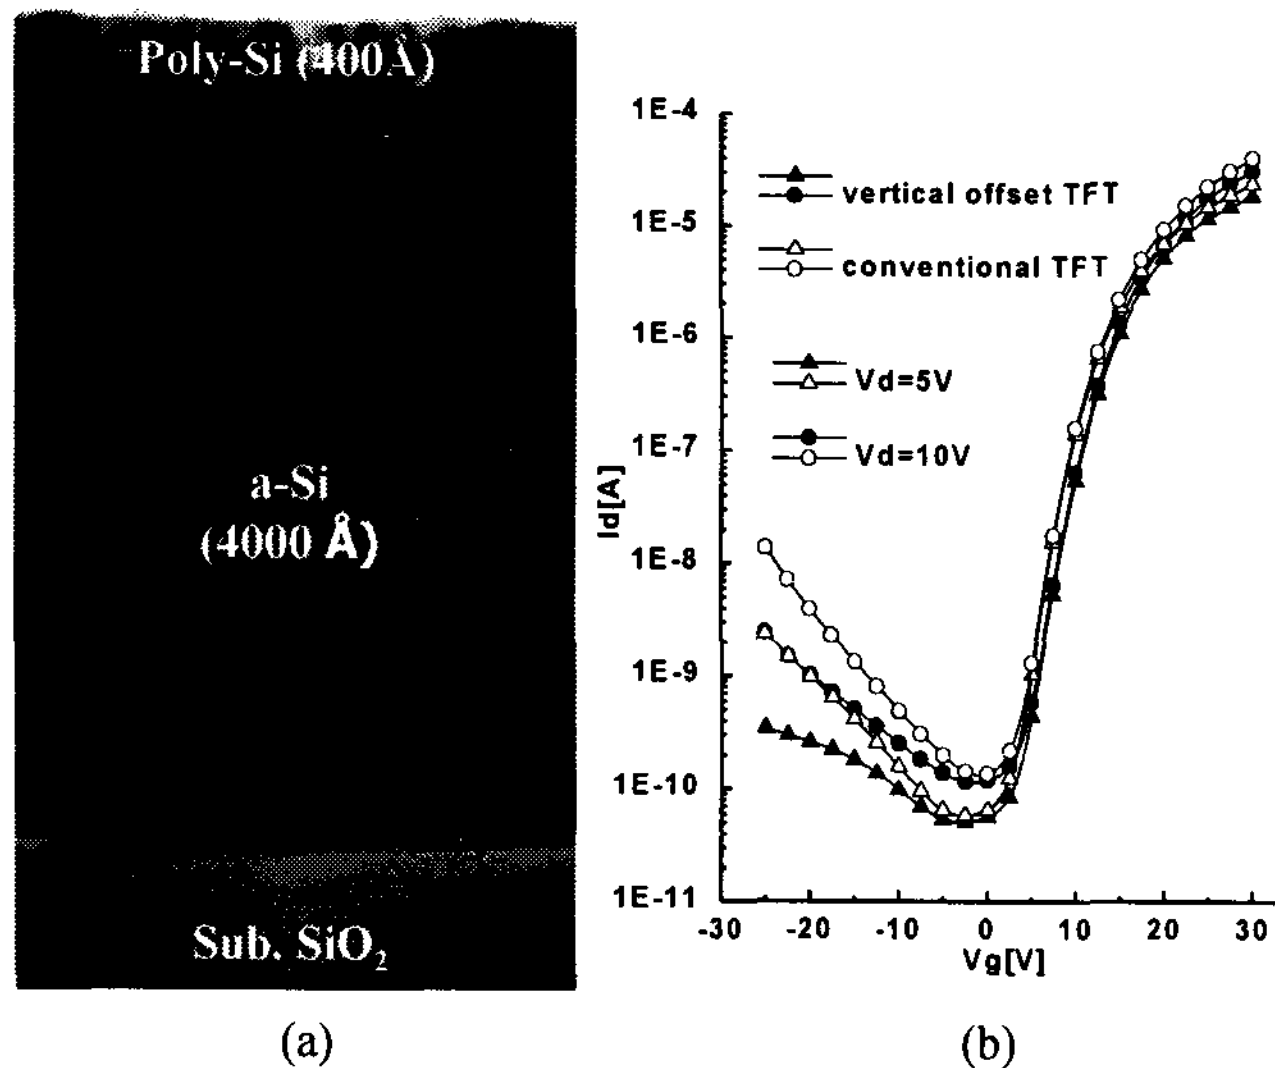 Poly-Si (400Å)
a-Si
(4000 Å)
Sub. SiO₂
(a)
1E-4
1E-5
1E-6
1E-7
1E-8
1E-9
1E-10
1E-11
Id[A]
vertical offset TFT
conventional TFT
Vd=5V
Vd=10V
-30 -20 -10 0 10 20 30
Vg[V]
(b)